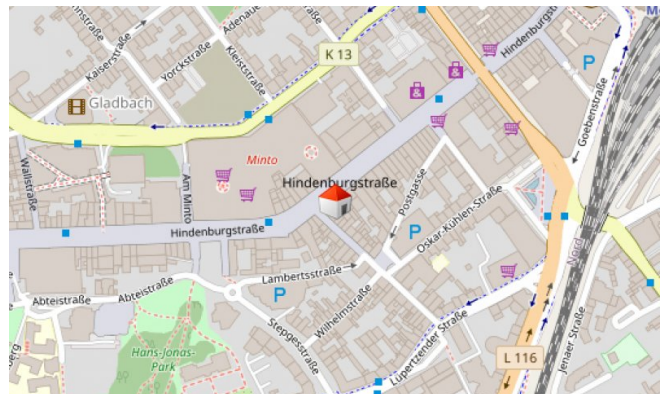 Kaiserstraße
Yorckstraße
Kleiststraße
K 13
Hindenburgstraße
P
Goebenstraße
Gladbach
Wallstraße
Am Minto
Minto
Hindenburgstraße
Postgasse
Oskar-Kühlen-Straße
P
Nord
Hindenburgstraße
Lambertsstraße
Abteistraße
Abteistraße
P
Wilhelmstraße
Stepgesstraße
Hans-Jonas-
Park
Lüpertzender Straße
L 116
Jenaer Straße